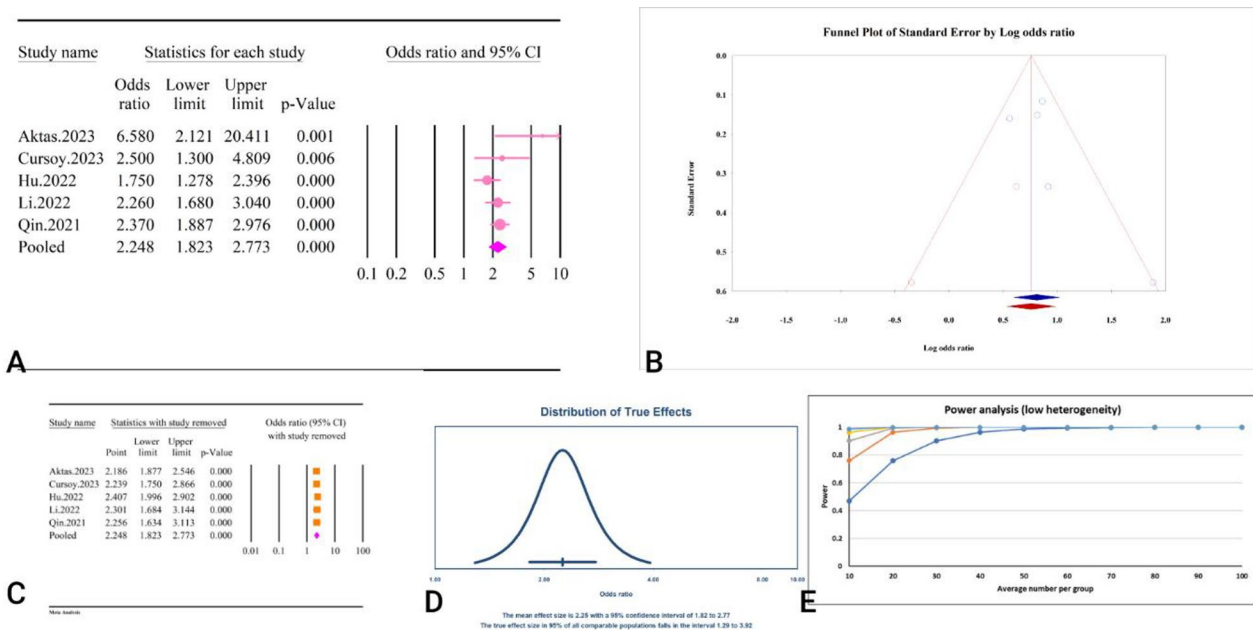 Study name Statistics for each study Odds ratio and 95% CI
Odds Lower Upper
ratio limit limit p-Value
Aktas.2023 6.580 2.121 20.411 0.001
Cursoy.2023 2.500 1.300 4.809 0.006
Hu.2022 1.750 1.278 2.396 0.000
Li.2022 2.260 1.680 3.040 0.000
Qin.2021 2.370 1.887 2.976 0.000
Pooled 2.248 1.823 2.773 0.000
0.1 0.2 0.5 1 2 5 10
A
Funnel Plot of Standard Error by Log odds ratio
0.0
0.1
0.2
0.3
0.4
0.5
0.6
Standard Error
-2.0 -1.5 -1.0 -0.5 0.0 0.5 1.0 1.5 2.0
Log odds ratio
B
Study name Statistics with study removed Odds ratio (95% CI)
with study removed
Lower Upper
Point limit limit p-Value
Aktas.2023 2.186 1.877 2.546 0.000
Cursoy.2023 2.239 1.750 2.866 0.000
Hu.2022 2.407 1.996 2.902 0.000
Li.2022 2.301 1.684 3.144 0.000
Qin.2021 2.256 1.634 3.113 0.000
Pooled 2.248 1.823 2.773 0.000
0.01 0.1 1 10 100
C
Meta Analysis
Distribution of True Effects
1.00 2.00 4.00 8.00 10.00
Odds ratio
D
The mean effect size is 2.25 with a 95% confidence interval of 1.82 to 2.77
The true effect size in 95% of all comparable populations falls in the interval 1.29 to 3.92
Power analysis (low heterogeneity)
1
0.8
0.6
0.4
0.2
0
Power
10 20 30 40 50 60 70 80 90 100
Average number per group
E